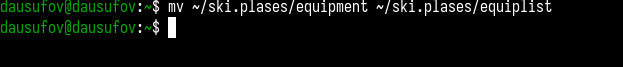 dausufov@dausufov:~$ mv ~/ski.plases/equipment ~/ski.plases/equiplist
dausufov@dausufov:~$